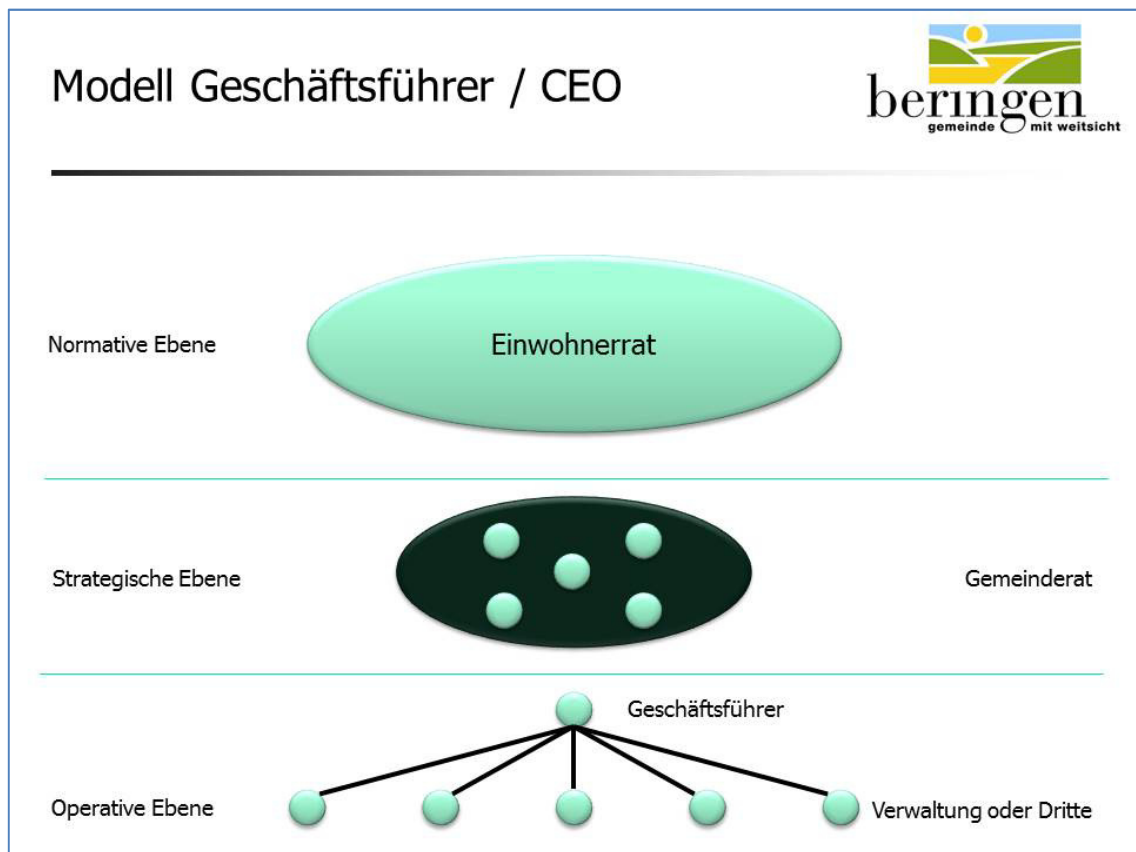 Modell Geschäftsführer / CEO
beringen
gemeinde mit weitsicht
Normative Ebene
Einwohnerrat
Strategische Ebene
Gemeinderat
Geschäftsführer
Operative Ebene
Verwaltung oder Dritte